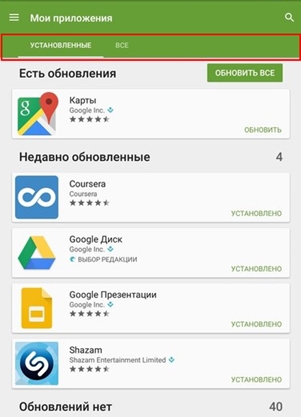 Мои приложения
УСТАНОВЛЕННЫЕ ВСЕ
Есть обновления ОБНОВИТЬ ВСЕ
Карты
Google Inc.
ОБНОВИТЬ
Недавно обновленные 4
Coursera
Coursera
УСТАНОВЛЕНО
Google Диск
Google Inc.
ВЫБОР РЕДАКЦИИ
УСТАНОВЛЕНО
Google Презентации
Google Inc.
УСТАНОВЛЕНО
Shazam
Shazam Entertainment Limited
УСТАНОВЛЕНО
Обновлений нет 40